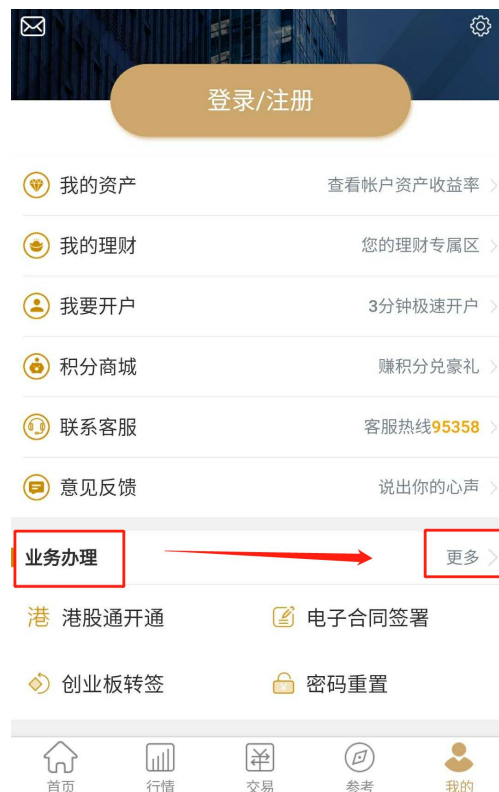 登录/注册
我的资产 查看帐户资产收益率
我的理财 您的理财专属区
我要开户 3分钟极速开户
积分商城 赚积分兑豪礼
联系客服 客服热线95358
意见反馈 说出你的心声
业务办理 更多
港 港股通开通 电子合同签署
创业板转签 密码重置
首页 行情 交易 参考 我的